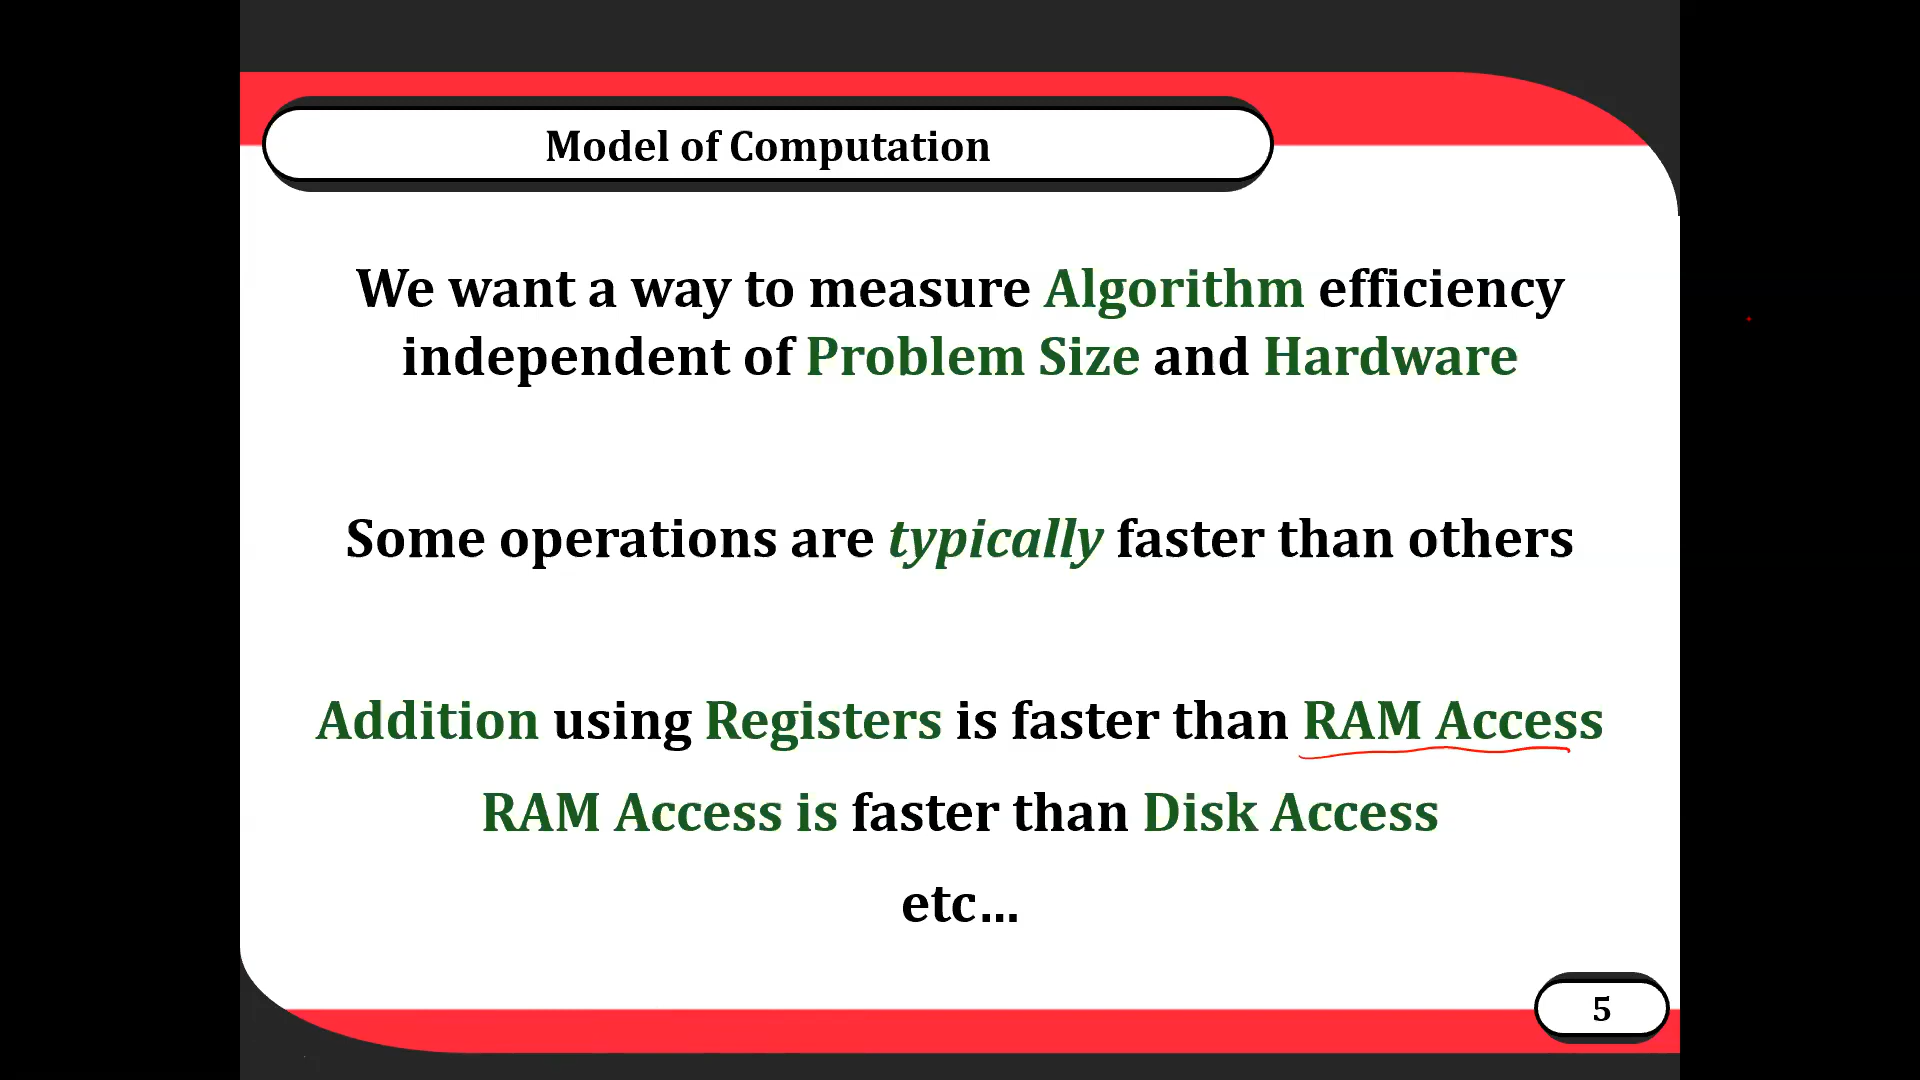 Model of Computation
We want a way to measure Algorithm efficiency
independent of Problem Size and Hardware
Some operations are typically faster than others
Addition using Registers is faster than RAM Access
RAM Access is faster than Disk Access
etc...
5